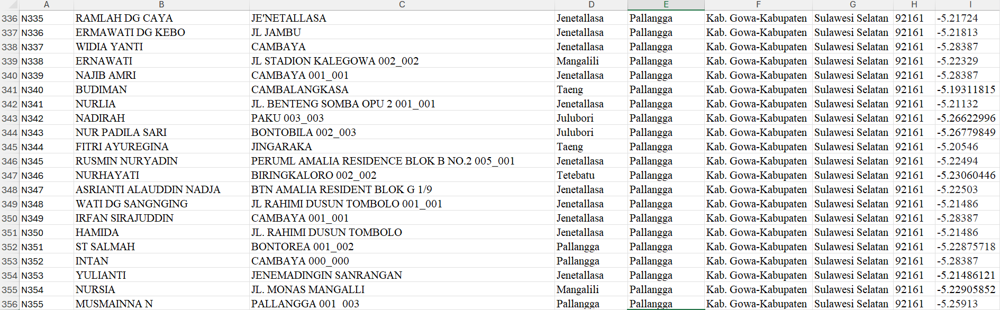 A B C D E F G H I
336 N335 RAMLAH DG CAYA JE'NETALLASA Jenetallasa Pallangga Kab. Gowa-Kabupaten Sulawesi Selatan 92161 -5.21724
337 N336 ERMAWATI DG KEBO JL JAMBU Jenetallasa Pallangga Kab. Gowa-Kabupaten Sulawesi Selatan 92161 -5.21813
338 N337 WIDIA YANTI CAMBAYA Jenetallasa Pallangga Kab. Gowa-Kabupaten Sulawesi Selatan 92161 -5.28387
339 N338 ERNAWATI JL STADION KALEGOWA 002_002 Mangalili Pallangga Kab. Gowa-Kabupaten Sulawesi Selatan 92161 -5.22329
340 N339 NAJIB AMRI CAMBAYA 001_001 Jenetallasa Pallangga Kab. Gowa-Kabupaten Sulawesi Selatan 92161 -5.28387
341 N340 BUDIMAN CAMBALANGKASA Taeng Pallangga Kab. Gowa-Kabupaten Sulawesi Selatan 92161 -5.19311815
342 N341 NURLIA JL. BENTENG SOMBA OPU 2 001_001 Jenetallasa Pallangga Kab. Gowa-Kabupaten Sulawesi Selatan 92161 -5.21132
343 N342 NADIRAH PAKU 003_003 Julubori Pallangga Kab. Gowa-Kabupaten Sulawesi Selatan 92161 -5.26622996
344 N343 NUR PADILA SARI BONTOBILA 002_003 Julubori Pallangga Kab. Gowa-Kabupaten Sulawesi Selatan 92161 -5.26779849
345 N344 FITRI AYUREGINA JINGARAKA Taeng Pallangga Kab. Gowa-Kabupaten Sulawesi Selatan 92161 -5.20546
346 N345 RUSMIN NURYADIN PERUML AMALIA RESIDENCE BLOK B NO.2 005_001 Jenetallasa Pallangga Kab. Gowa-Kabupaten Sulawesi Selatan 92161 -5.22494
347 N346 NURHAYATI BIRINGKALORO 002_002 Tetebatu Pallangga Kab. Gowa-Kabupaten Sulawesi Selatan 92161 -5.23060446
348 N347 ASRIANTI ALAUDDIN NADJA BTN AMALIA RESIDENT BLOK G 1/9 Jenetallasa Pallangga Kab. Gowa-Kabupaten Sulawesi Selatan 92161 -5.22503
349 N348 WATI DG SANGNGING JL RAHIMI DUSUN TOMBOLO 001_001 Jenetallasa Pallangga Kab. Gowa-Kabupaten Sulawesi Selatan 92161 -5.21486
350 N349 IRFAN SIRAJUDDIN CAMBAYA 001_001 Jenetallasa Pallangga Kab. Gowa-Kabupaten Sulawesi Selatan 92161 -5.28387
351 N350 HAMIDA JL. RAHIMI DUSUN TOMBOLO Jenetallasa Pallangga Kab. Gowa-Kabupaten Sulawesi Selatan 92161 -5.21486
352 N351 ST SALMAH BONTOREA 001_002 Pallangga Pallangga Kab. Gowa-Kabupaten Sulawesi Selatan 92161 -5.22875718
353 N352 INTAN CAMBAYA 000_000 Pallangga Pallangga Kab. Gowa-Kabupaten Sulawesi Selatan 92161 -5.28387
354 N353 YULIANTI JENEMADINGIN SANRANGAN Jenetallasa Pallangga Kab. Gowa-Kabupaten Sulawesi Selatan 92161 -5.21486121
355 N354 NURSIA JL. MONAS MANGALLI Mangalili Pallangga Kab. Gowa-Kabupaten Sulawesi Selatan 92161 -5.22905852
356 N355 MUSMAINNA N PALLANGGA 001_003 Pallangga Pallangga Kab. Gowa-Kabupaten Sulawesi Selatan 92161 -5.25913